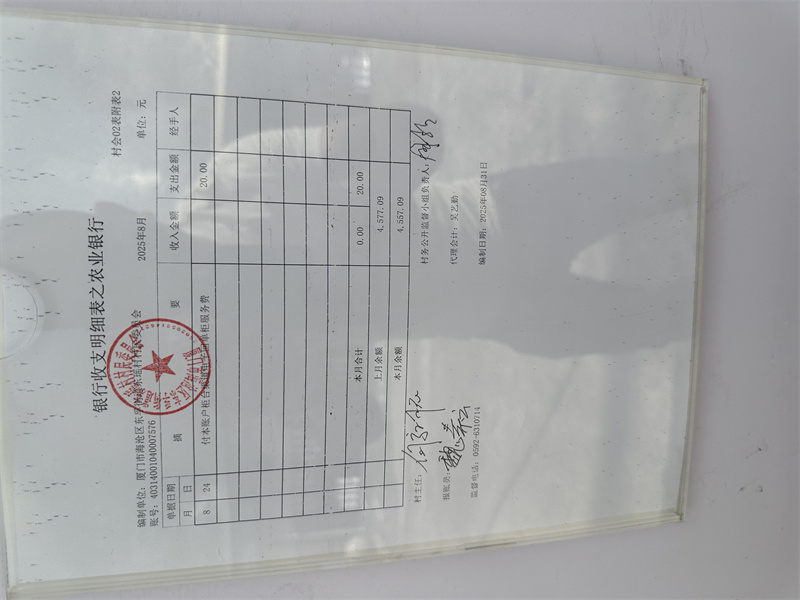 村会02表附表2
银行收支明细表之农业银行
编制单位：厦门市海沧区东 2025年8月 单位：元
账号：40314001040007576
单据日期 摘 要 收入金额 支出金额 经手人
月 日
8 24 付本账户柜台 单柜服务费 20.00
本月合计 0.00 20.00
上月余额 4,577.09
本月余额 4,557.09
村主任： 村务公开监督小组负责人：
报账员： 代理会计：吴艺勤
监督电话：0592-6310714 编制日期：2025年08月31日